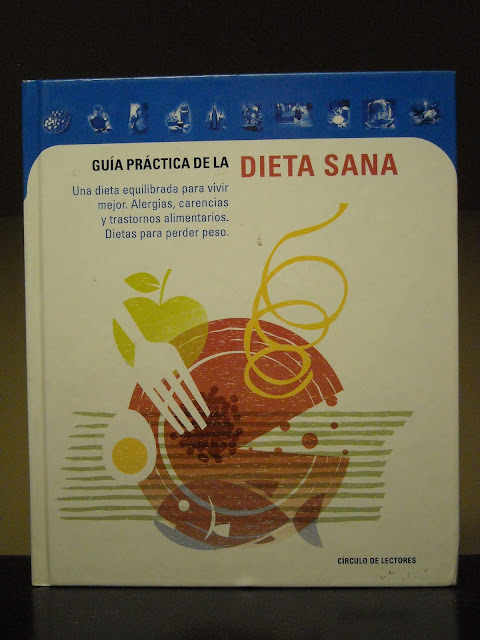 GUÍA PRÁCTICA DE LA DIETA SANA
Una dieta equilibrada para vivir
mejor. Alergias, carencias
y trastornos alimentarios.
Dietas para perder peso.
CÍRCULO DE LECTORES